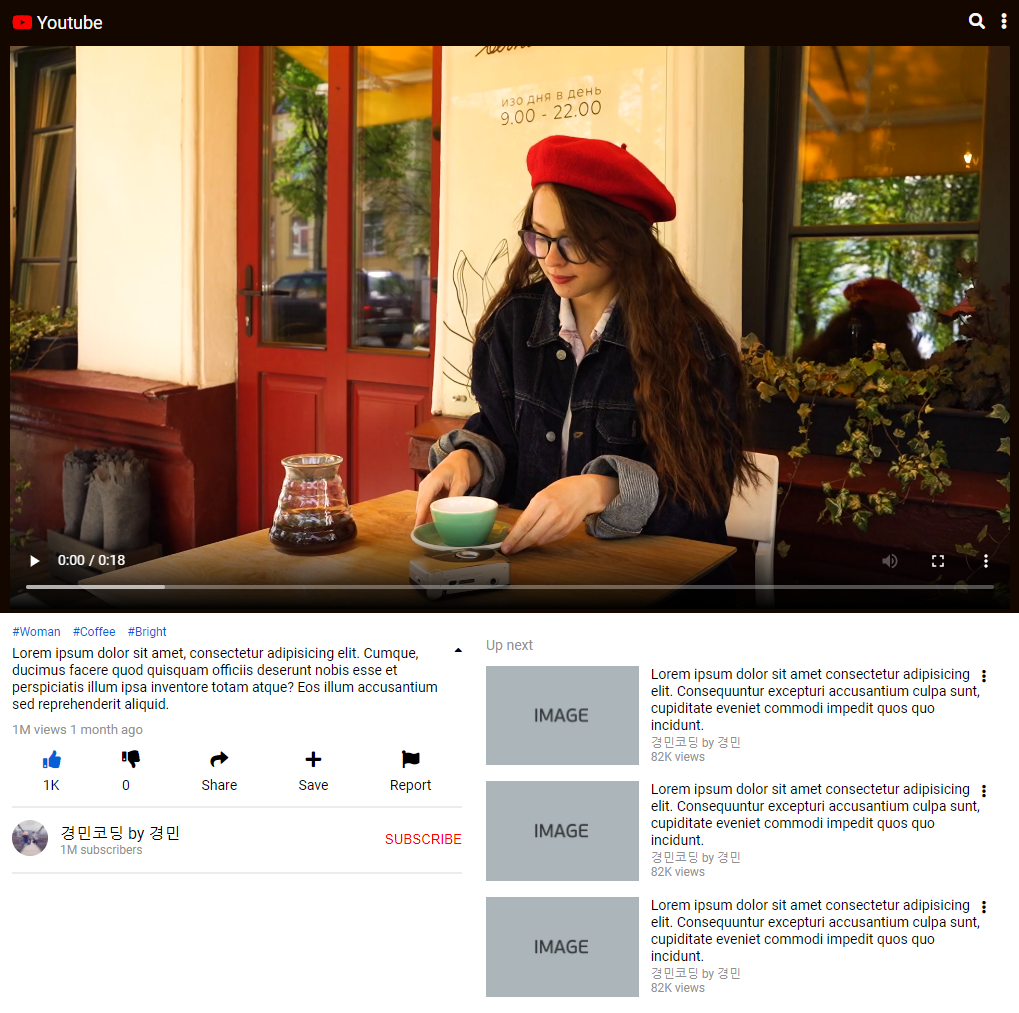 Youtube
изо дня в день
9.00 - 22.00
0:00 / 0:18
#Woman #Coffee #Bright
Lorem ipsum dolor sit amet, consectetur adipisicing elit. Cumque,
ducimus facere quod quisquam officiis deserunt nobis esse et
perspiciatis illum ipsa inventore totam atque? Eos illum accusantium
sed reprehenderit aliquid.
1M views 1 month ago
1K
0
Share
Save
Report
경민코딩 by 경민
1M subscribers
SUBSCRIBE
Up next
IMAGE
Lorem ipsum dolor sit amet consectetur adipisicing
elit. Consequuntur excepturi accusantium culpa sunt,
cupiditate eveniet commodi impedit quos quo
incidunt.
경민코딩 by 경민
82K views
IMAGE
Lorem ipsum dolor sit amet consectetur adipisicing
elit. Consequuntur excepturi accusantium culpa sunt,
cupiditate eveniet commodi impedit quos quo
incidunt.
경민코딩 by 경민
82K views
IMAGE
Lorem ipsum dolor sit amet consectetur adipisicing
elit. Consequuntur excepturi accusantium culpa sunt,
cupiditate eveniet commodi impedit quos quo
incidunt.
경민코딩 by 경민
82K views